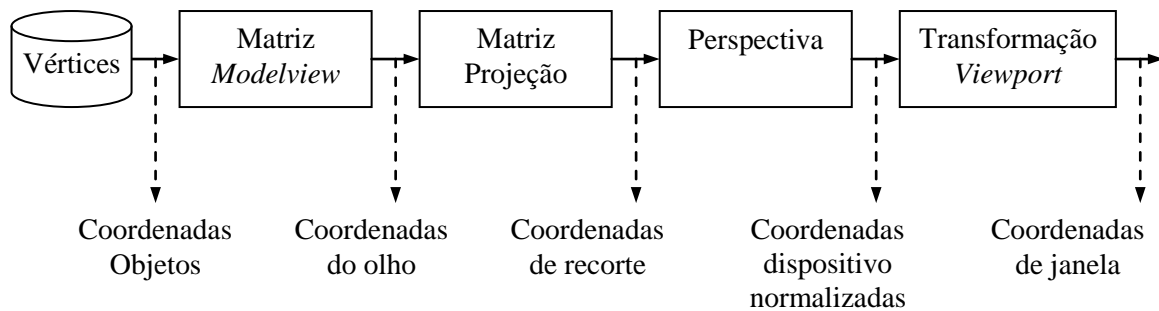 Vértices
Matriz
Modelview
Matriz
Projeção
Perspectiva
Transformação
Viewport
Coordenadas
Objetos
Coordenadas
do olho
Coordenadas
de recorte
Coordenadas
dispositivo
normalizadas
Coordenadas
de janela